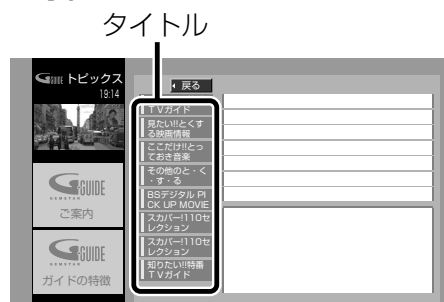 タイトル
GGUIDE トピックス
19:14
戻る
TVガイド
見たい!!とくす
る映画情報
ここだけ!!とっ
ておき音楽
その他のと・く
・す・る
BSデジタル PI
CK UP MOVIE
スカパー!110セ
レクション
スカパー!110セ
レクション
知りたい!!特番
TVガイド
GGUIDE
GEMSTAR
ご案内
GGUIDE
GEMSTAR
ガイドの特徴